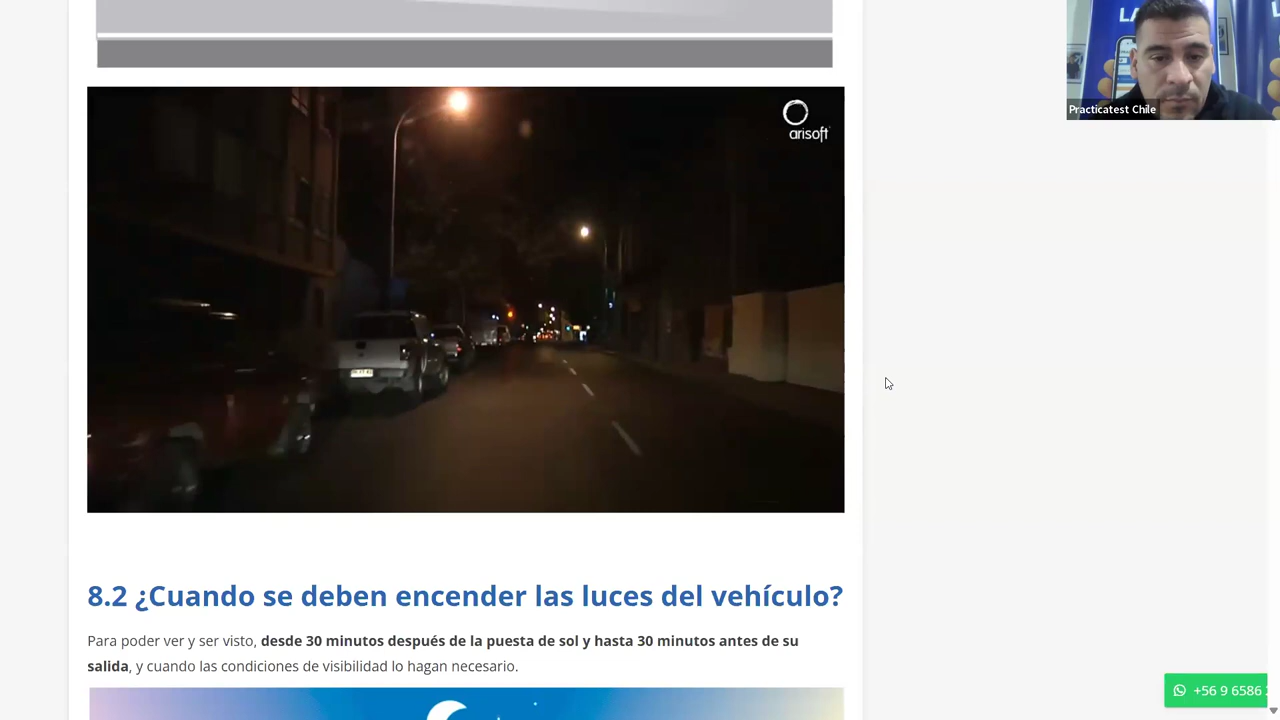 LA
Practicatest Chile
arisoft
8.2 ¿Cuando se deben encender las luces del vehículo?
Para poder ver y ser visto, desde 30 minutos después de la puesta de sol y hasta 30 minutos antes de su
salida, y cuando las condiciones de visibilidad lo hagan necesario.
+56 9 6586